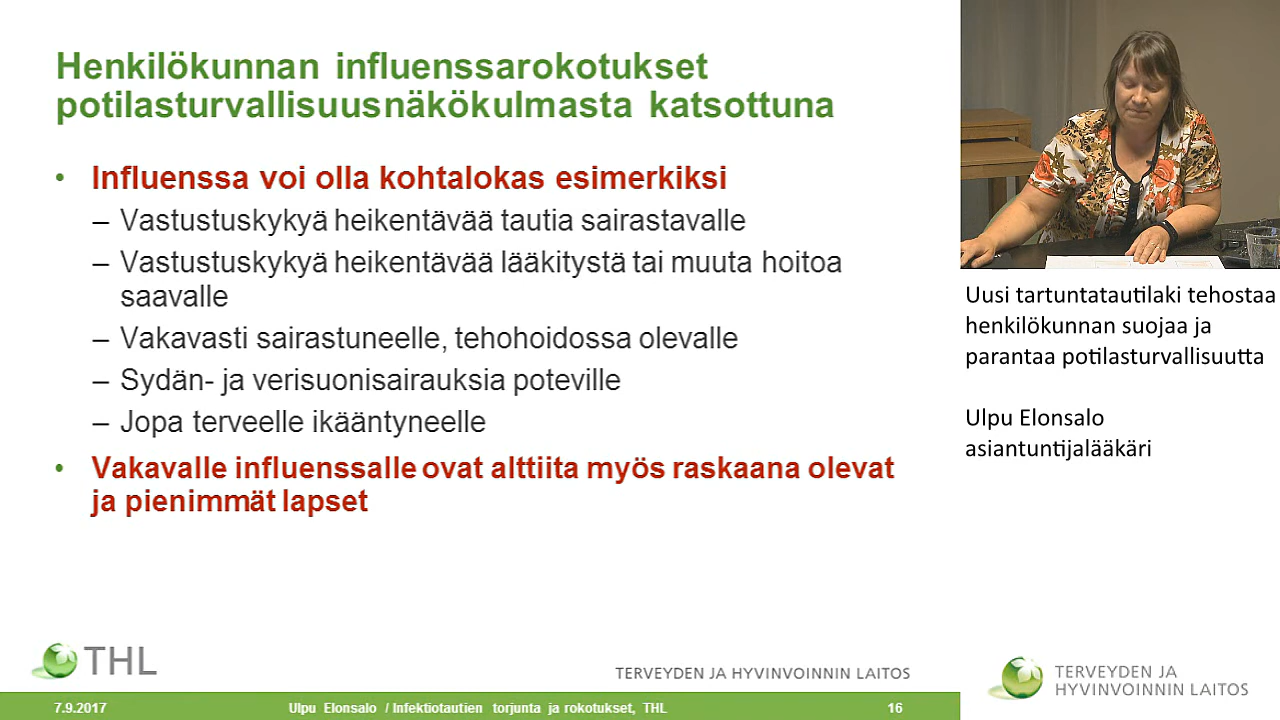 Henkilökunnan influenssarokotukset
potilasturvallisuusnäkökulmasta katsottuna
• Influenssa voi olla kohtalokas esimerkiksi
– Vastustuskykyä heikentävää tautia sairastavalle
– Vastustuskykyä heikentävää lääkitystä tai muuta hoitoa
saavalle
– Vakavasti sairastuneelle, tehohoidossa olevalle
– Sydän- ja verisuonisairauksia poteville
– Jopa terveelle ikääntyneelle
• Vakavalle influenssalle ovat alttiita myös raskaana olevat
ja pienimmät lapset
THL
TERVEYDEN JA HYVINVOINNIN LAITOS
7.9.2017 Ulpu Elonsalo / Infektiotautien torjunta ja rokotukset, THL 16
Uusi tartuntatautilaki tehostaa
henkilökunnan suojaa ja
parantaa potilasturvallisuutta
Ulpu Elonsalo
asiantuntijalääkäri
TERVEYDEN JA
HYVINVOINNIN LAITOS